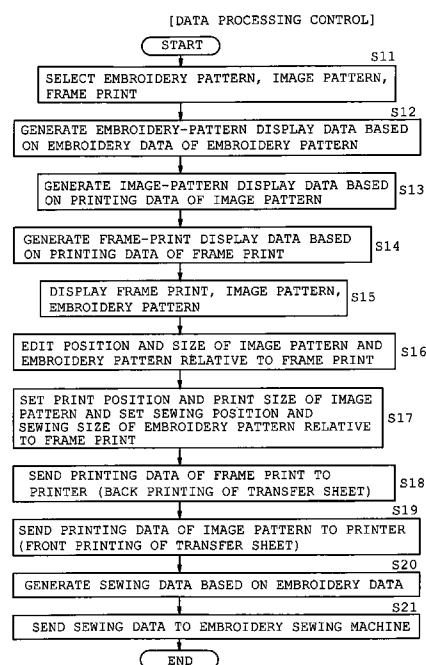 [DATA PROCESSING CONTROL]
START
S11
SELECT EMBROIDERY PATTERN, IMAGE PATTERN,
FRAME PRINT
S12
GENERATE EMBROIDERY-PATTERN DISPLAY DATA BASED
ON EMBROIDERY DATA OF EMBROIDERY PATTERN
GENERATE IMAGE-PATTERN DISPLAY DATA BASED
ON PRINTING DATA OF IMAGE PATTERN
S13
GENERATE FRAME-PRINT DISPLAY DATA BASED
ON PRINTING DATA OF FRAME PRINT
S14
DISPLAY FRAME PRINT, IMAGE PATTERN,
EMBROIDERY PATTERN
S15
EDIT POSITION AND SIZE OF IMAGE PATTERN AND
EMBROIDERY PATTERN RELATIVE TO FRAME PRINT
S16
SET PRINT POSITION AND PRINT SIZE OF IMAGE
PATTERN AND SET SEWING POSITION AND
SEWING SIZE OF EMBROIDERY PATTERN RELATIVE
TO FRAME PRINT
S17
SEND PRINTING DATA OF FRAME PRINT TO
PRINTER (BACK PRINTING OF TRANSFER SHEET)
S18
S19
SEND PRINTING DATA OF IMAGE PATTERN TO PRINTER
(FRONT PRINTING OF TRANSFER SHEET)
S20
GENERATE SEWING DATA BASED ON EMBROIDERY DATA
S21
SEND SEWING DATA TO EMBROIDERY SEWING MACHINE
END